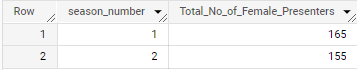 Row season_number Total_No_of_Female_Presenters
1 1 165
2 2 155